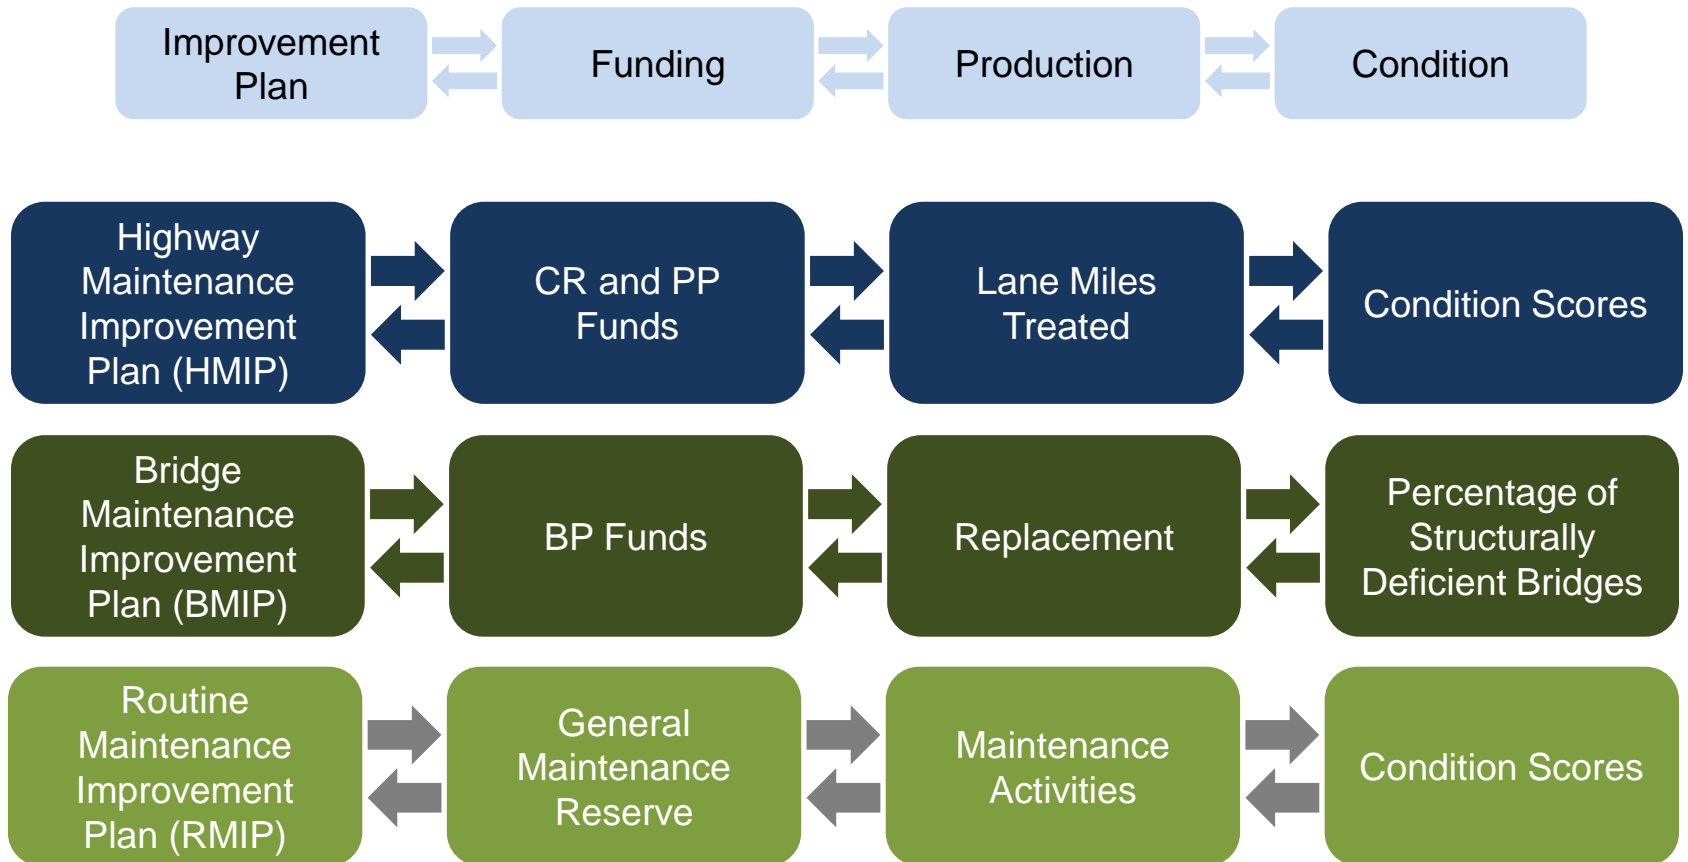 Improvement
Plan
Funding
Production
Condition
Highway
Maintenance
Improvement
Plan (HMIP)
CR and PP
Funds
Lane Miles
Treated
Condition Scores
Bridge
Maintenance
Improvement
Plan (BMIP)
BP Funds
Replacement
Percentage of
Structurally
Deficient Bridges
Routine
Maintenance
Improvement
Plan (RMIP)
General
Maintenance
Reserve
Maintenance
Activities
Condition Scores